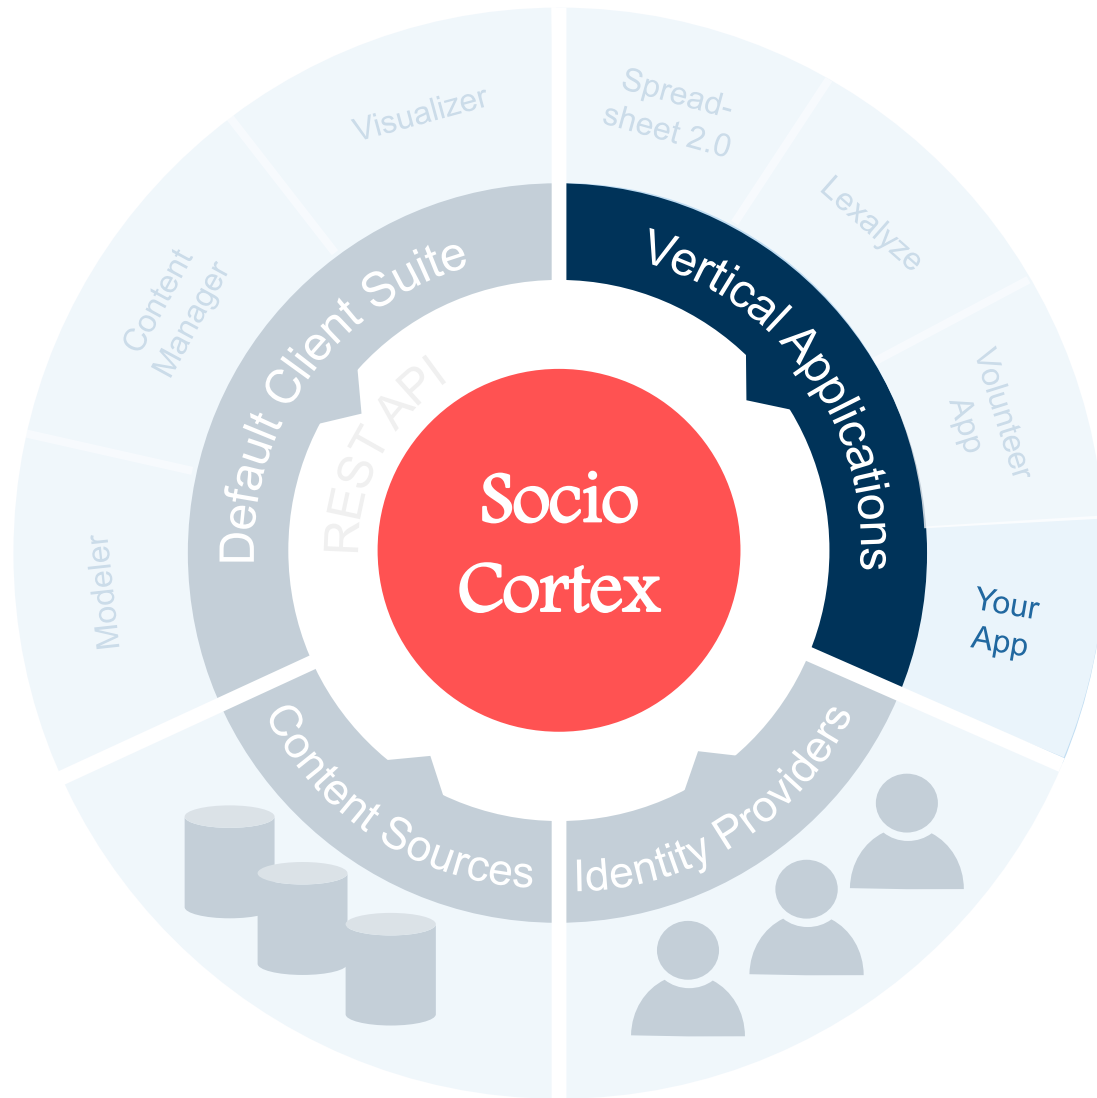 Visualizer
Spread-
sheet 2.0
Lexalyze
Content
Manager
Volunteer
App
Modeler
Your
App
Default Client Suite
Vertical Applications
REST API
Socio
Cortex
Content Sources
Identity Providers